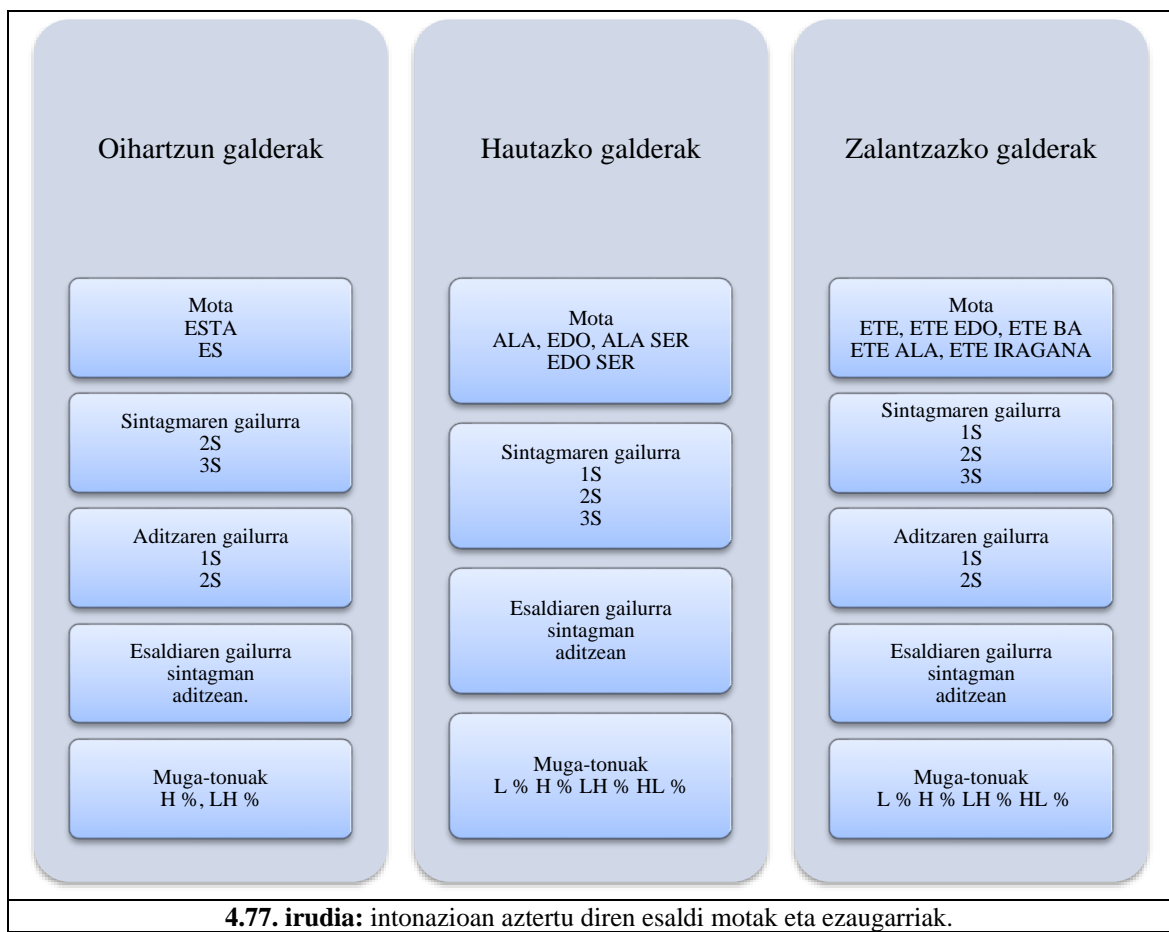 Oihartzun galderak
Mota
ESTA
ES
Sintagmaren gailurra
2S
3S
Aditzaren gailurra
1S
2S
Esaldiaren gailurra
sintagman
aditzean.
Muga-tonuak
H %, LH %
Hautazko galderak
Mota
ALA, EDO, ALA SER
EDO SER
Sintagmaren gailurra
1S
2S
3S
Esaldiaren gailurra
sintagman
aditzean
Muga-tonuak
L % H % LH % HL %
Zalantzazko galderak
Mota
ETE, ETE EDO, ETE BA
ETE ALA, ETE IRAGANA
Sintagmaren gailurra
1S
2S
3S
Aditzaren gailurra
1S
2S
Esaldiaren gailurra
sintagman
aditzean
Muga-tonuak
L % H % LH % HL %
4.77. irudia: intonazioan aztertu diren esaldi motak eta ezaugarriak.